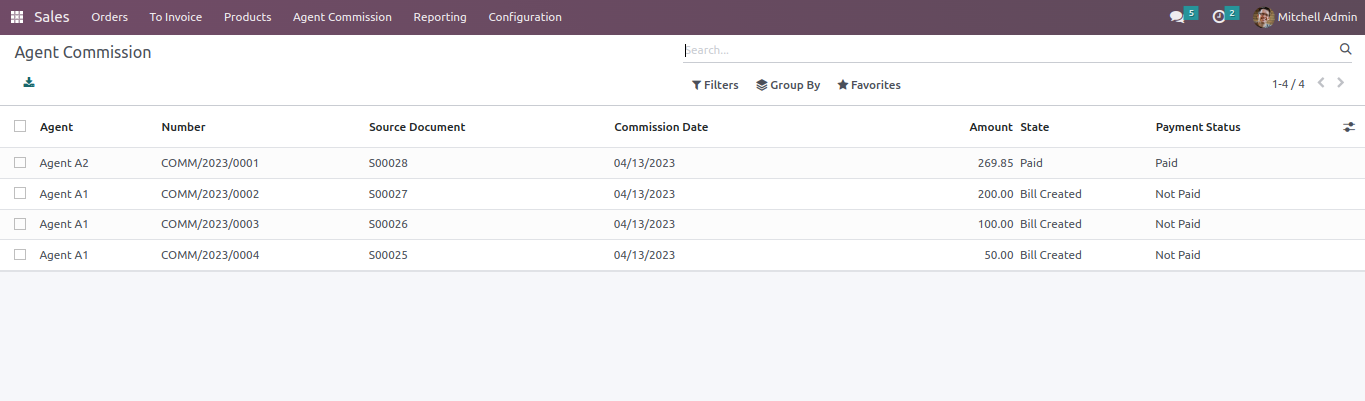 Sales Orders To Invoice Products Agent Commission Reporting Configuration 5 2 Mitchell Admin
Agent Commission Search...
Filters Group By Favorites 1-4 / 4
Agent Number Source Document Commission Date Amount State Payment Status
Agent A2 COMM/2023/0001 S00028 04/13/2023 269.85 Paid Paid
Agent A1 COMM/2023/0002 S00027 04/13/2023 200.00 Bill Created Not Paid
Agent A1 COMM/2023/0003 S00026 04/13/2023 100.00 Bill Created Not Paid
Agent A1 COMM/2023/0004 S00025 04/13/2023 50.00 Bill Created Not Paid